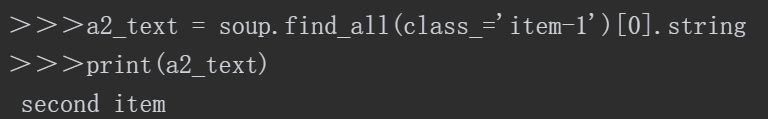 >>>a2_text = soup.find_all(class_='item-1')[0].string
>>>print(a2_text)
second item